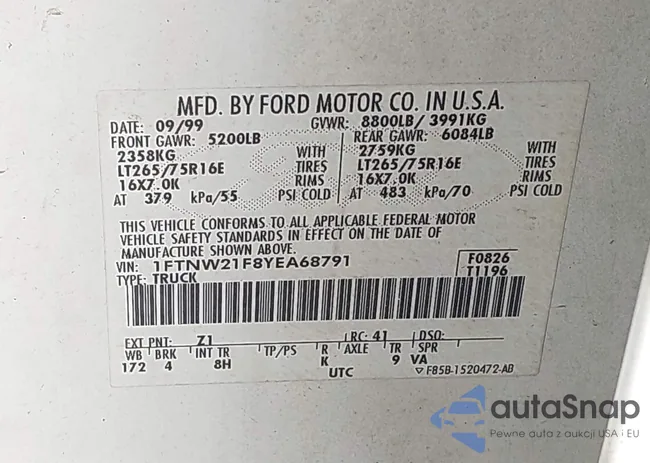 MFD. BY FORD MOTOR CO. IN U.S.A.
DATE: 09/99 GVWR: 8800LB/ 3991KG
FRONT GAWR: 5200LB REAR GAWR: 6084LB
2358KG WITH 2759KG WITH
LT265/75R16E TIRES LT265/75R16E TIRES
16X7.0K RIMS 16X7.0K RIMS
AT 379 kPa/55 PSI COLD AT 483 kPa/70 PSI COLD
THIS VEHICLE CONFORMS TO ALL APPLICABLE FEDERAL MOTOR
VEHICLE SAFETY STANDARDS IN EFFECT ON THE DATE OF
MANUFACTURE SHOWN ABOVE.
VIN: 1FTNW21F8YEA68791 F0826
TYPE: TRUCK T1196
EXT PNT: Z1 RC: 41 DSO:
WB BRK INT TR TP/PS R AXLE TR SPR
172 4 8H K 9 VA
UTC F85B-1520472-AB
autaSnap
Pewne auta z aukcji USA i EU